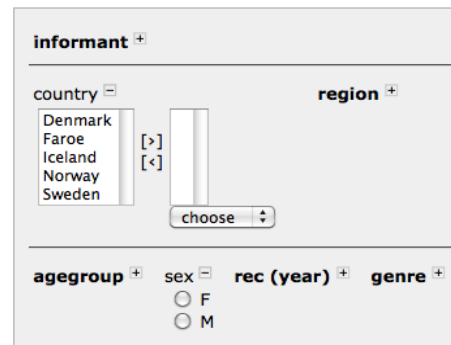 informant +
country − region +
Denmark
Faroe
Iceland
Norway
Sweden
[>]
[<]
choose
agegroup + sex − rec (year) + genre +
F
M